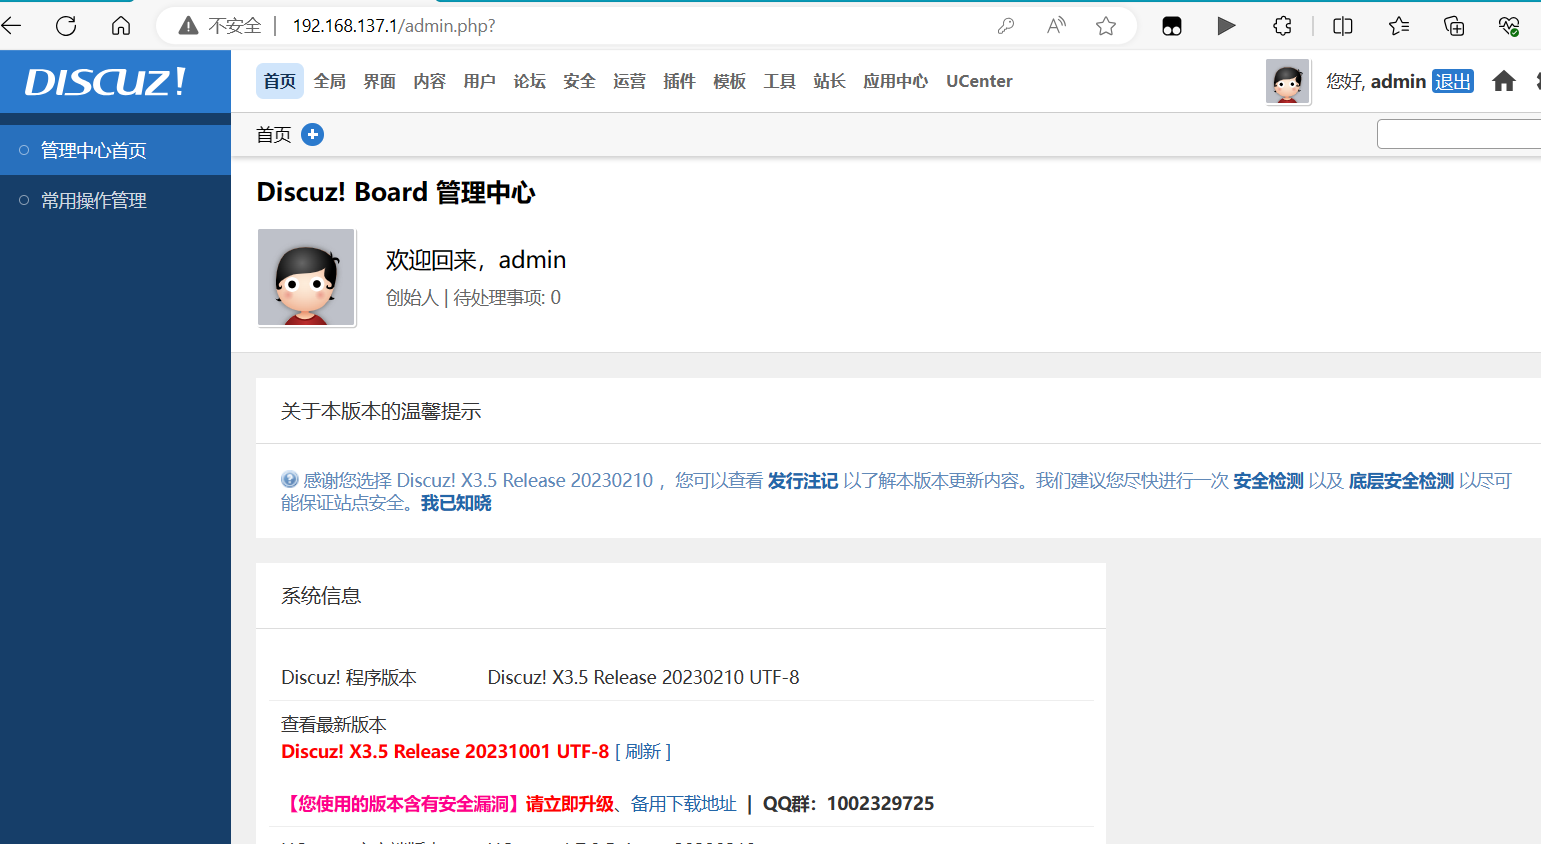 不安全 | 192.168.137.1/admin.php?
DISCUZ!
首页 全局 界面 内容 用户 论坛 安全 运营 插件 模板 工具 站长 应用中心 UCenter
您好, admin 退出
首页
管理中心首页
常用操作管理
Discuz! Board 管理中心
欢迎回来，admin
创始人 | 待处理事项: 0
关于本版本的温馨提示
感谢您选择 Discuz! X3.5 Release 20230210 ，您可以查看 发行注记 以了解本版本更新内容。我们建议您尽快进行一次 安全检测 以及 底层安全检测 以尽可
能保证站点安全。我已知晓
系统信息
Discuz! 程序版本 Discuz! X3.5 Release 20230210 UTF-8
查看最新版本
Discuz! X3.5 Release 20231001 UTF-8 [ 刷新 ]
【您使用的版本含有安全漏洞】请立即升级、备用下载地址 | QQ群：1002329725